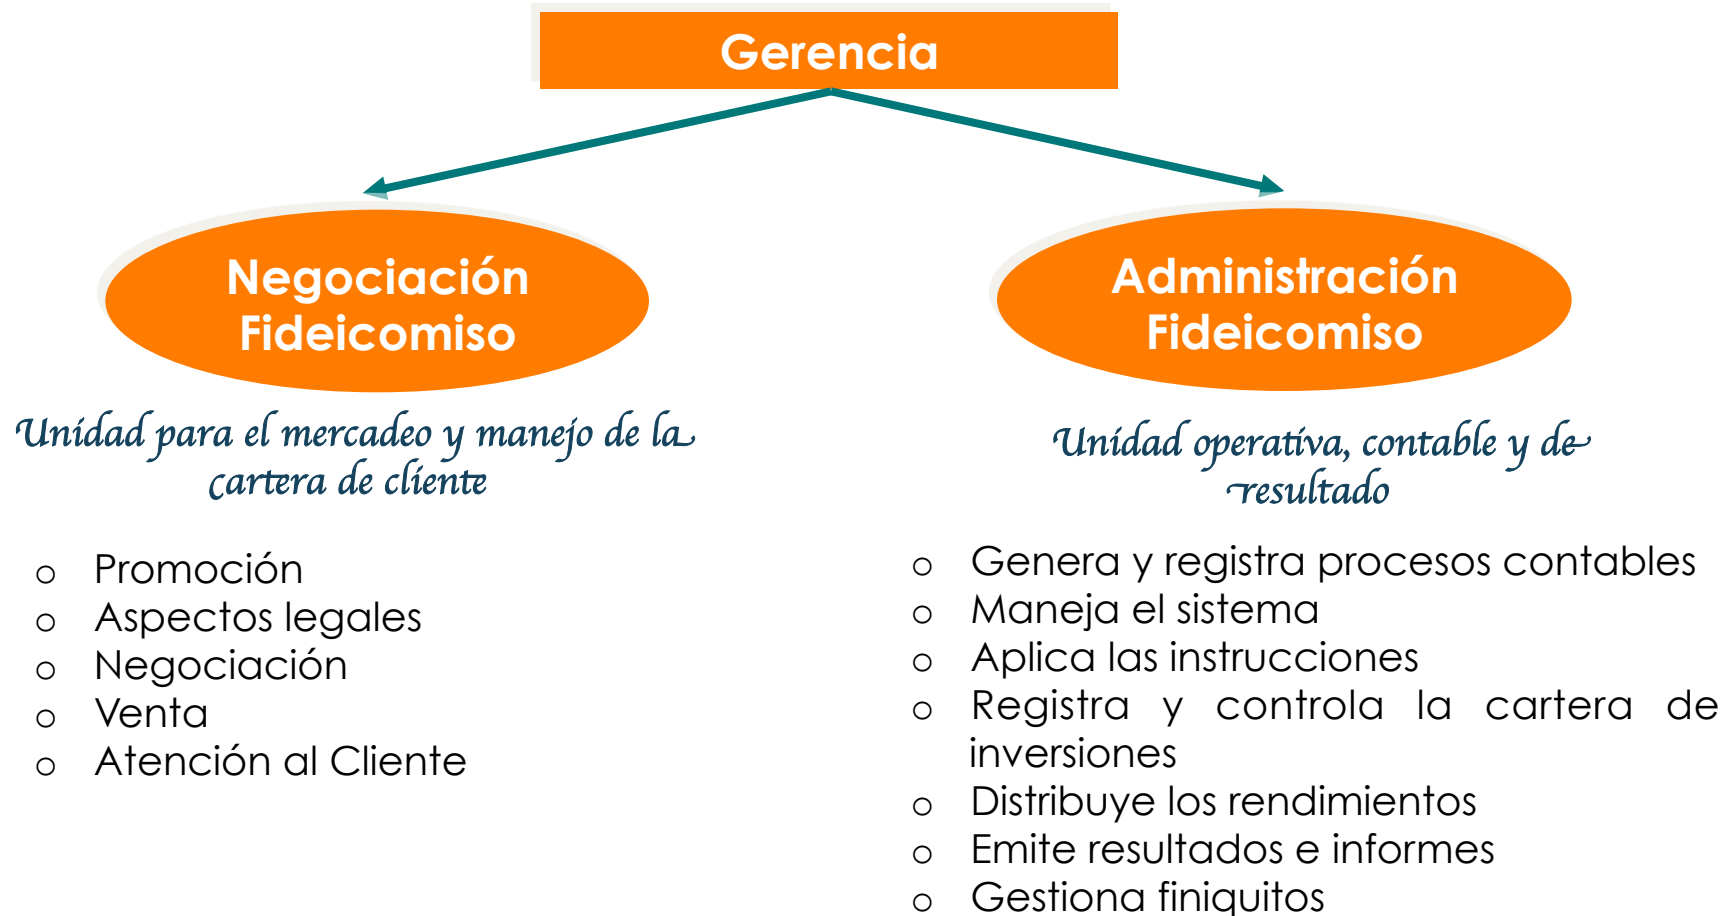 Gerencia
Negociación
Fideicomiso
Unidad para el mercadeo y manejo de la
cartera de cliente
o Promoción
o Aspectos legales
o Negociación
o Venta
o Atención al Cliente
Administración
Fideicomiso
Unidad operativa, contable y de
resultado
o Genera y registra procesos contables
o Maneja el sistema
o Aplica las instrucciones
o Registra y controla la cartera de
inversiones
o Distribuye los rendimientos
o Emite resultados e informes
o Gestiona finiquitos